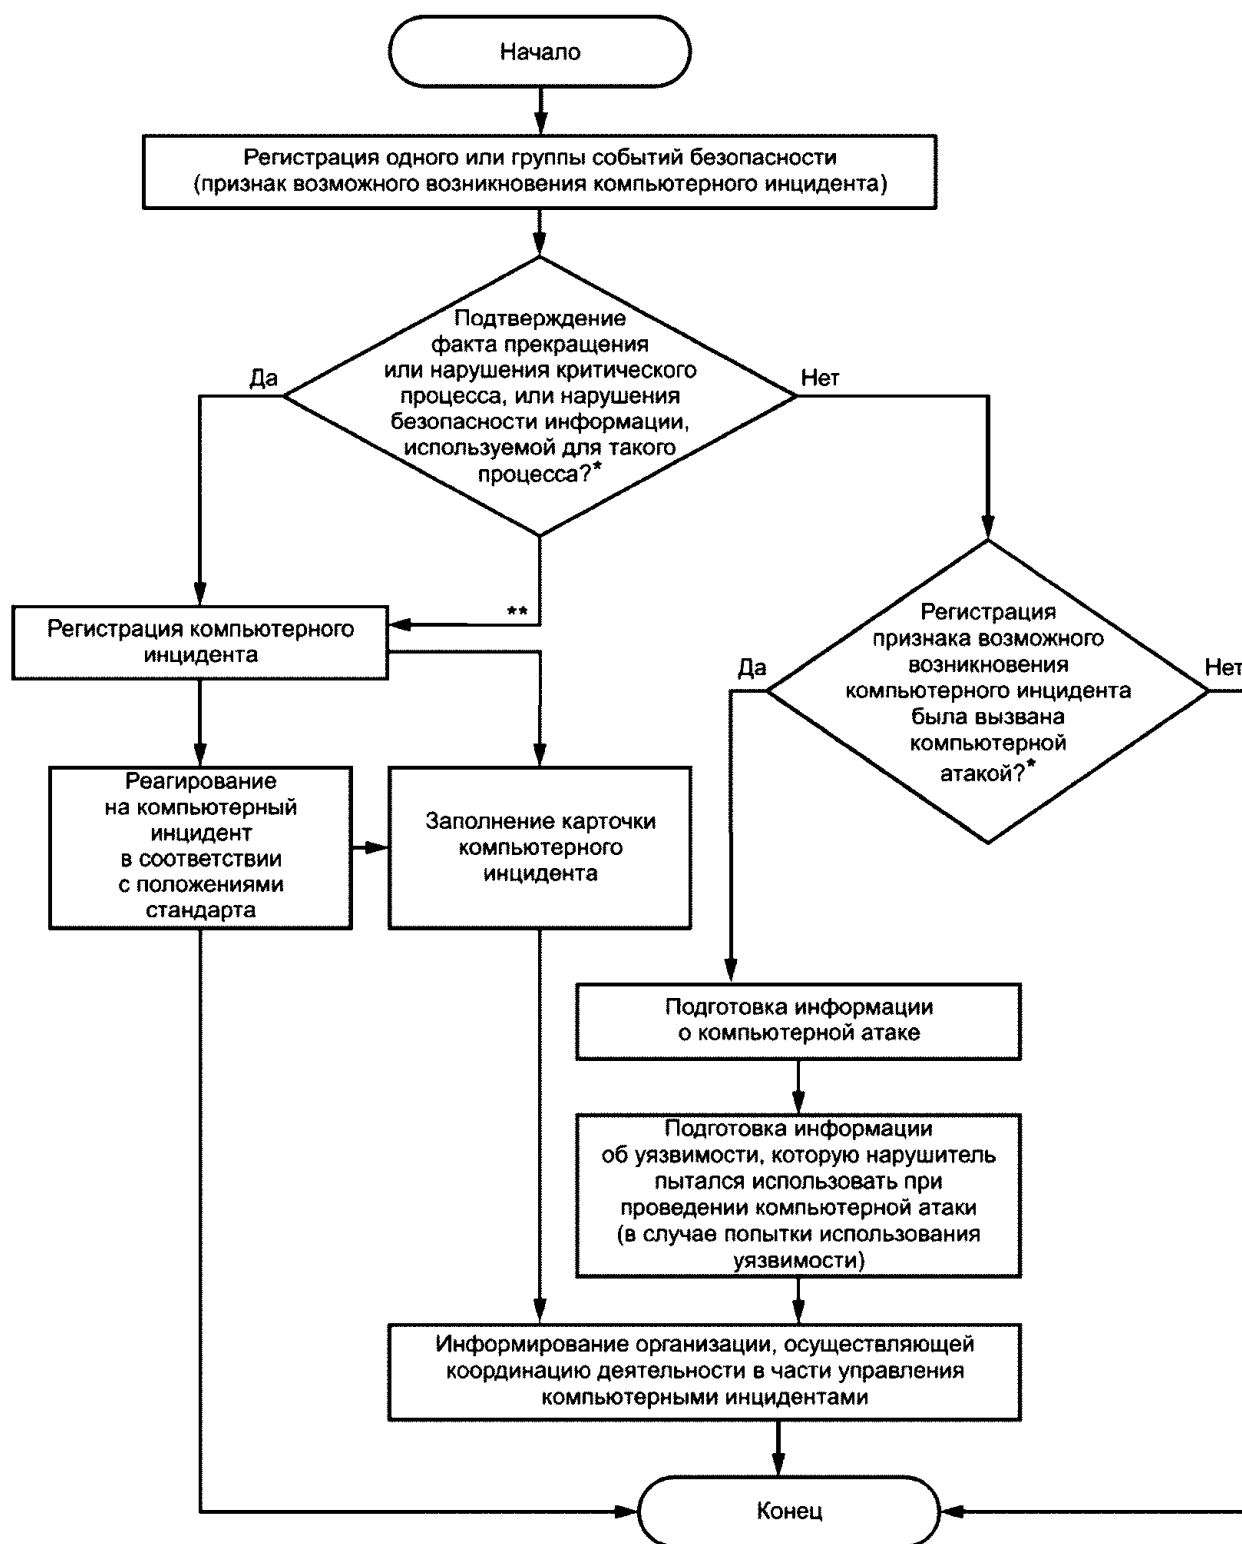 Начало
Регистрация одного или группы событий безопасности
(признак возможного возникновения компьютерного инцидента)
Подтверждение
факта прекращения
или нарушения критического
процесса, или нарушения
безопасности информации,
используемой для такого
процесса?*
Да
Нет
**
Регистрация компьютерного
инцидента
Регистрация
признака возможного
возникновения
компьютерного инцидента
была вызвана
компьютерной
атакой?*
Да
Нет
Реагирование
на компьютерный
инцидент
в соответствии
с положениями
стандарта
Заполнение карточки
компьютерного
инцидента
Подготовка информации
о компьютерной атаке
Подготовка информации
об уязвимости, которую нарушитель
пытался использовать при
проведении компьютерной атаки
(в случае попытки использования
уязвимости)
Информирование организации, осуществляющей
координацию деятельности в части управления
компьютерными инцидентами
Конец